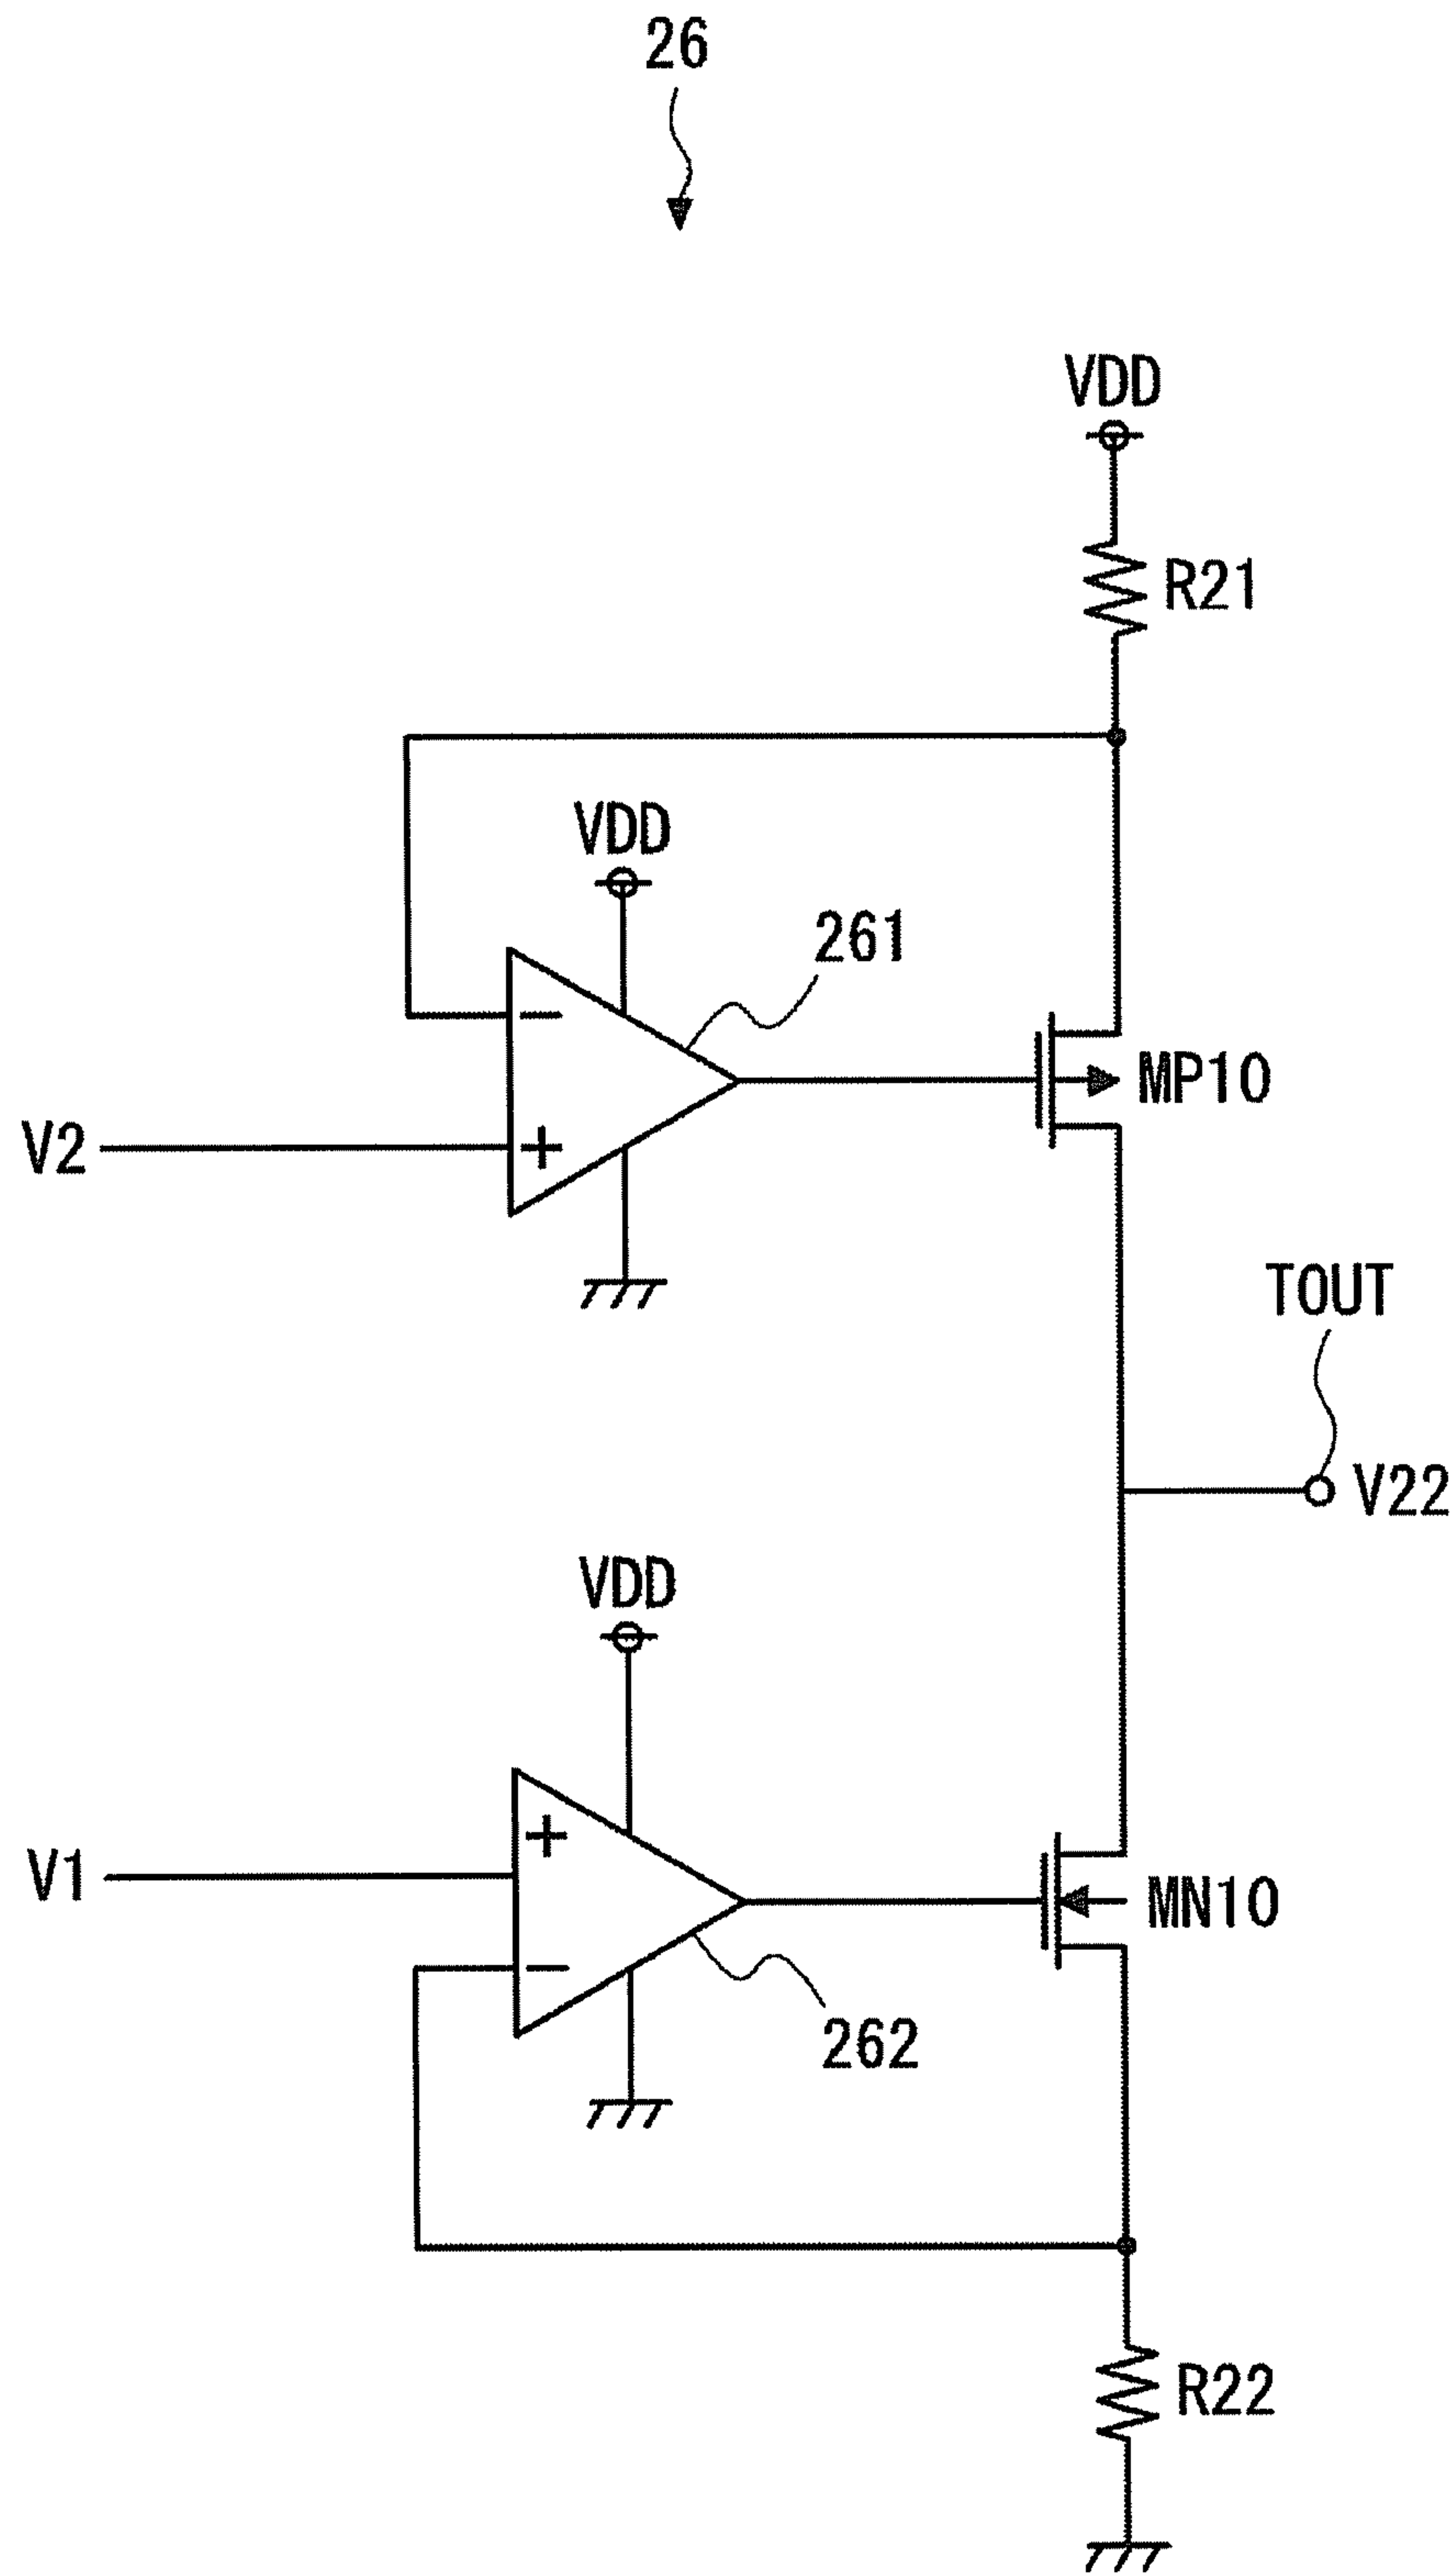 26
VDD
R21
VDD
261
-
MP10
V2
+
TOUT
V22
VDD
+
V1
MN10
-
262
R22